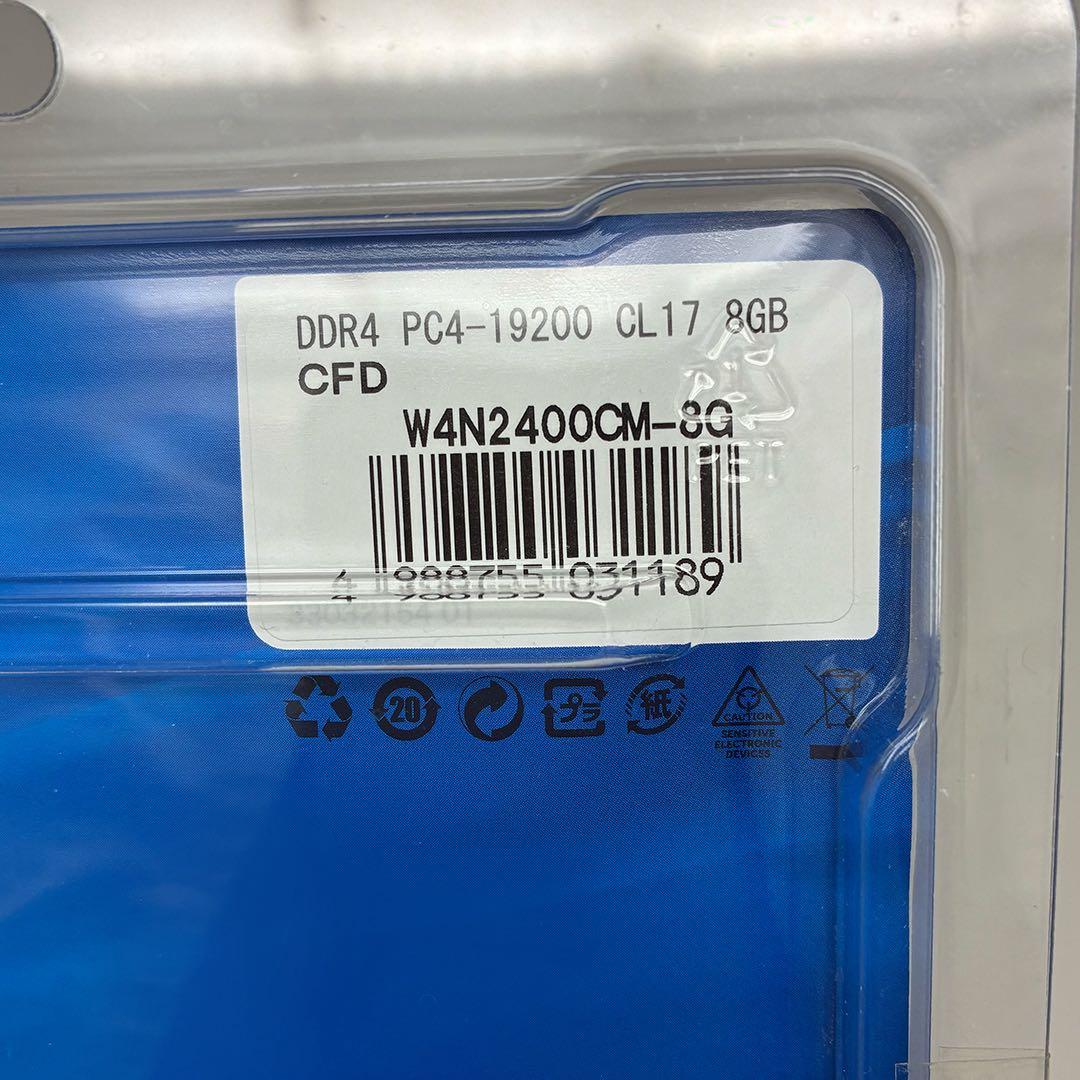 DDR4 PC4-19200 CL17 8GB
CFD
W4N2400CM-8G
PET
4 988755 031189
20
プラ
紙
CAUTION
SENSITIVE
ELECTRONIC
DEVICES